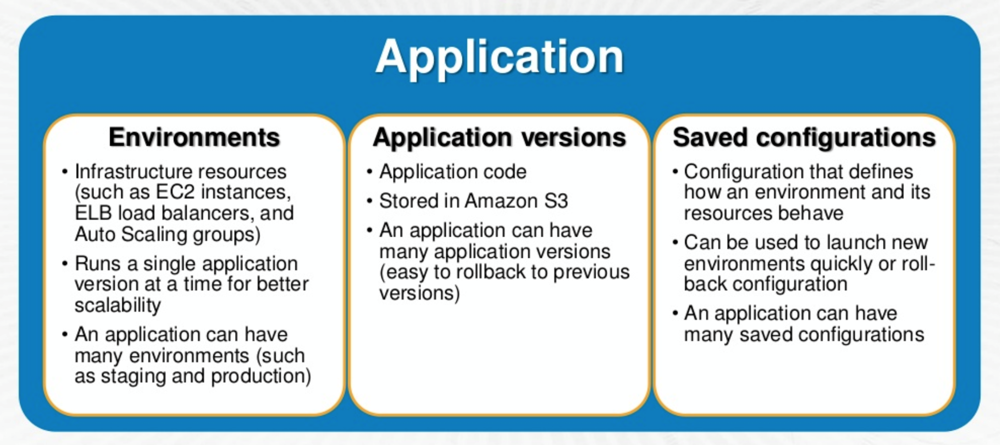 Application
Environments
• Infrastructure resources
(such as EC2 instances,
ELB load balancers, and
Auto Scaling groups)
• Runs a single application
version at a time for better
scalability
• An application can have
many environments (such
as staging and production)
Application versions
• Application code
• Stored in Amazon S3
• An application can have
many application versions
(easy to rollback to previous
versions)
Saved configurations
• Configuration that defines
how an environment and its
resources behave
• Can be used to launch new
environments quickly or roll-
back configuration
• An application can have
many saved configurations